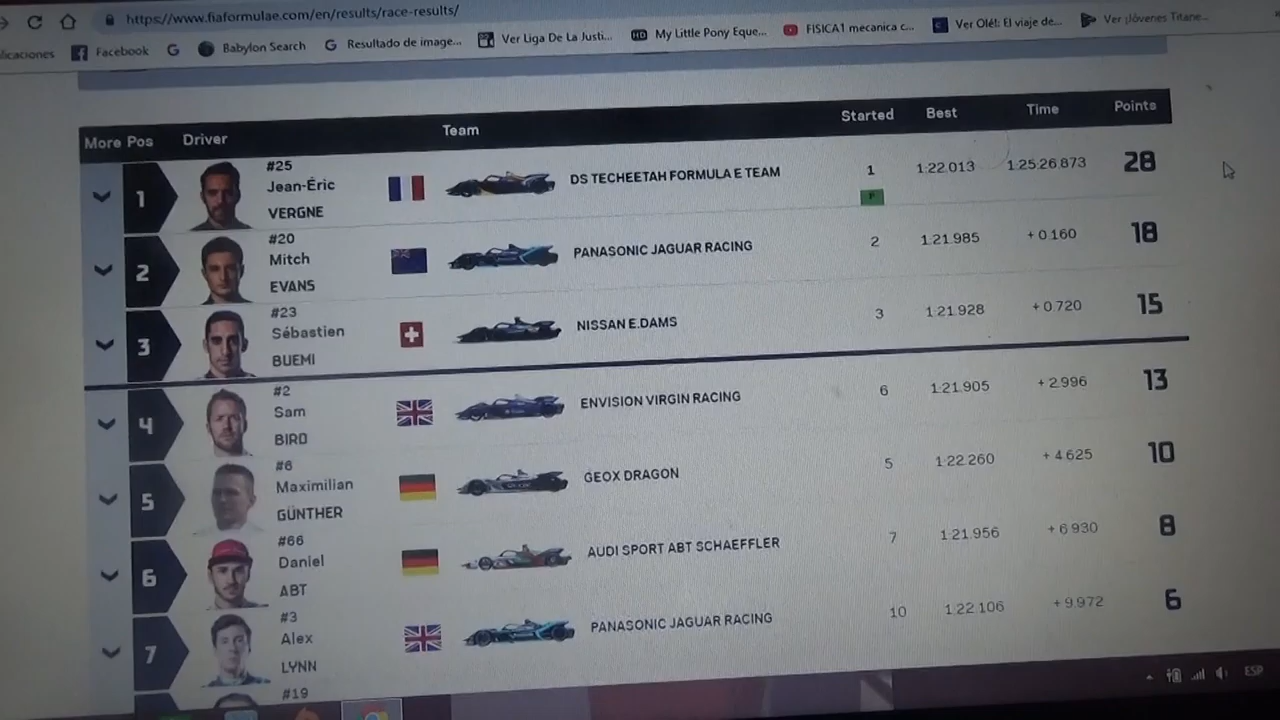 https://www.fiaformulae.com/en/results/race-results/
licaciones Facebook Babylon Search Resultado de image... Ver Liga De La Justi... HD My Little Pony Eque... FISICA1 mecanica c... Ver Olé!: El viaje de... Ver ¡Jóvenes Titane...
More Pos Driver Team Started Best Time Points
1 #25 Jean-Éric VERGNE DS TECHEETAH FORMULA E TEAM 1 P 1:22.013 1:25:26.873 28
2 #20 Mitch EVANS PANASONIC JAGUAR RACING 2 1:21.985 + 0.160 18
3 #23 Sébastien BUEMI NISSAN E.DAMS 3 1:21.928 + 0.720 15
4 #2 Sam BIRD ENVISION VIRGIN RACING 6 1:21.905 + 2.996 13
5 #6 Maximilian GÜNTHER GEOX DRAGON 5 1:22.260 + 4.625 10
6 #66 Daniel ABT AUDI SPORT ABT SCHAEFFLER 7 1:21.956 + 6.930 8
7 #3 Alex LYNN PANASONIC JAGUAR RACING 10 1:22.106 + 9.972 6
#19
ESP